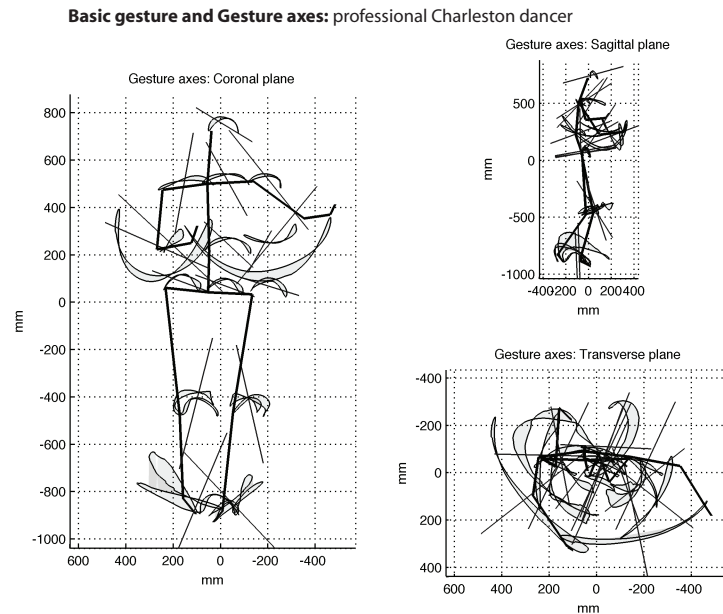 Basic gesture and Gesture axes: professional Charleston dancer
Gesture axes: Coronal plane
800
600
400
200
0
-200
-400
-600
-800
-1000
mm
600 400 200 0 -200 -400
mm
Gesture axes: Sagittal plane
500
0
-500
-1000
mm
-400-200 0 200400
mm
Gesture axes: Transverse plane
-400
-200
0
200
400
mm
600 400 200 0 -200 -400
mm